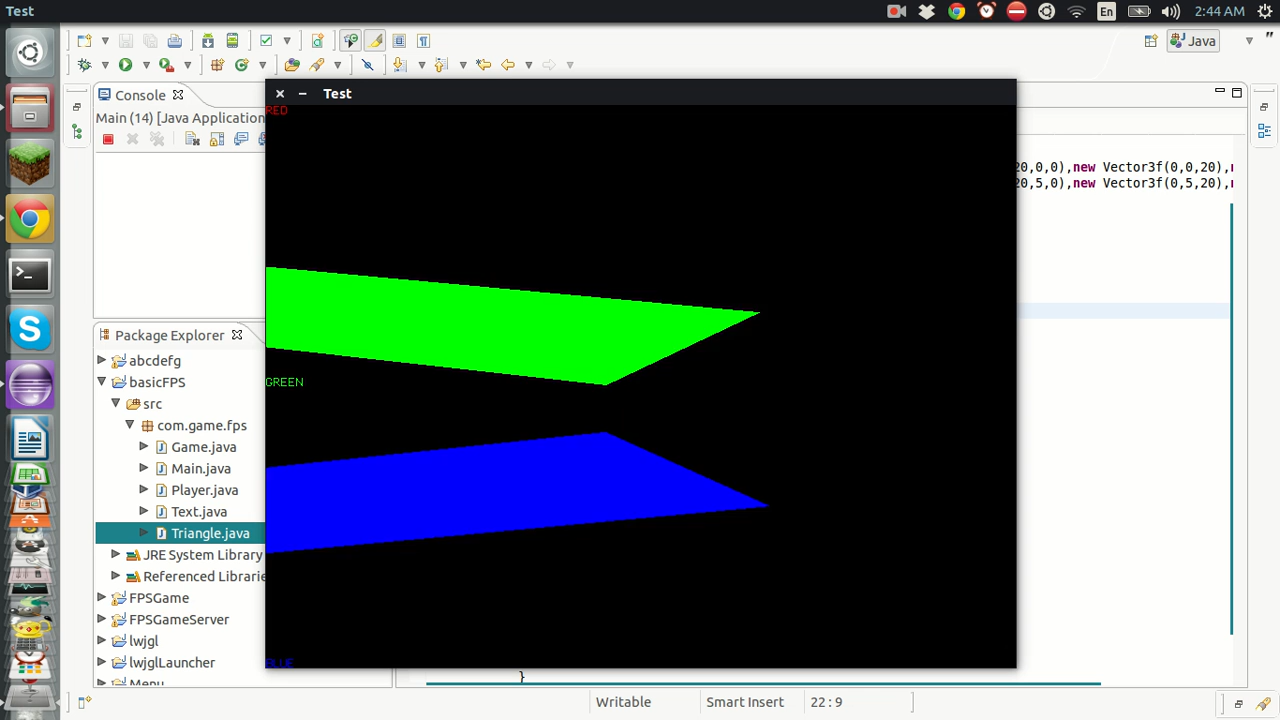 Test
En
2:44 AM
Java
"
Console
Main (14) [Java Application
Test
RED
20,0,0),new Vector3f(0,0,20),
20,5,0),new Vector3f(0,5,20),
Package Explorer
abcdefg
basicFPS
src
com.game.fps
Game.java
Main.java
Player.java
Text.java
Triangle.java
JRE System Library
Referenced Librarie
FPSGame
FPSGameServer
lwjgl
lwjglLauncher
Menu
GREEN
BLUE
}
Writable
Smart Insert
22 : 9